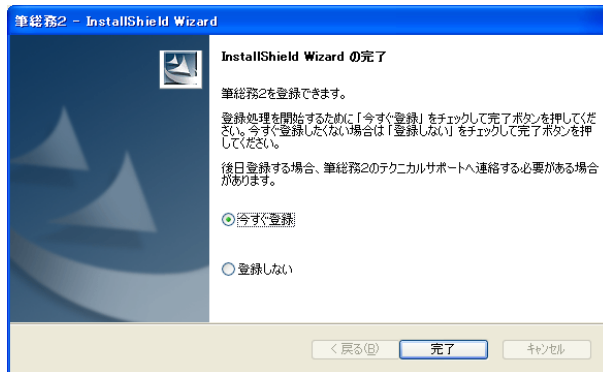 筆総務2 - InstallShield Wizard
InstallShield Wizard の完了
筆総務2を登録できます。
登録処理を開始するために「今すぐ登録」をチェックして完了ボタンを押してくだ
さい。今すぐ登録したくない場合は「登録しない」をチェックして完了ボタンを押
してください。
後日登録する場合、筆総務2のテクニカルサポートへ連絡する必要がある場合
があります。
今すぐ登録
登録しない
< 戻る(B)
完了
キャンセル